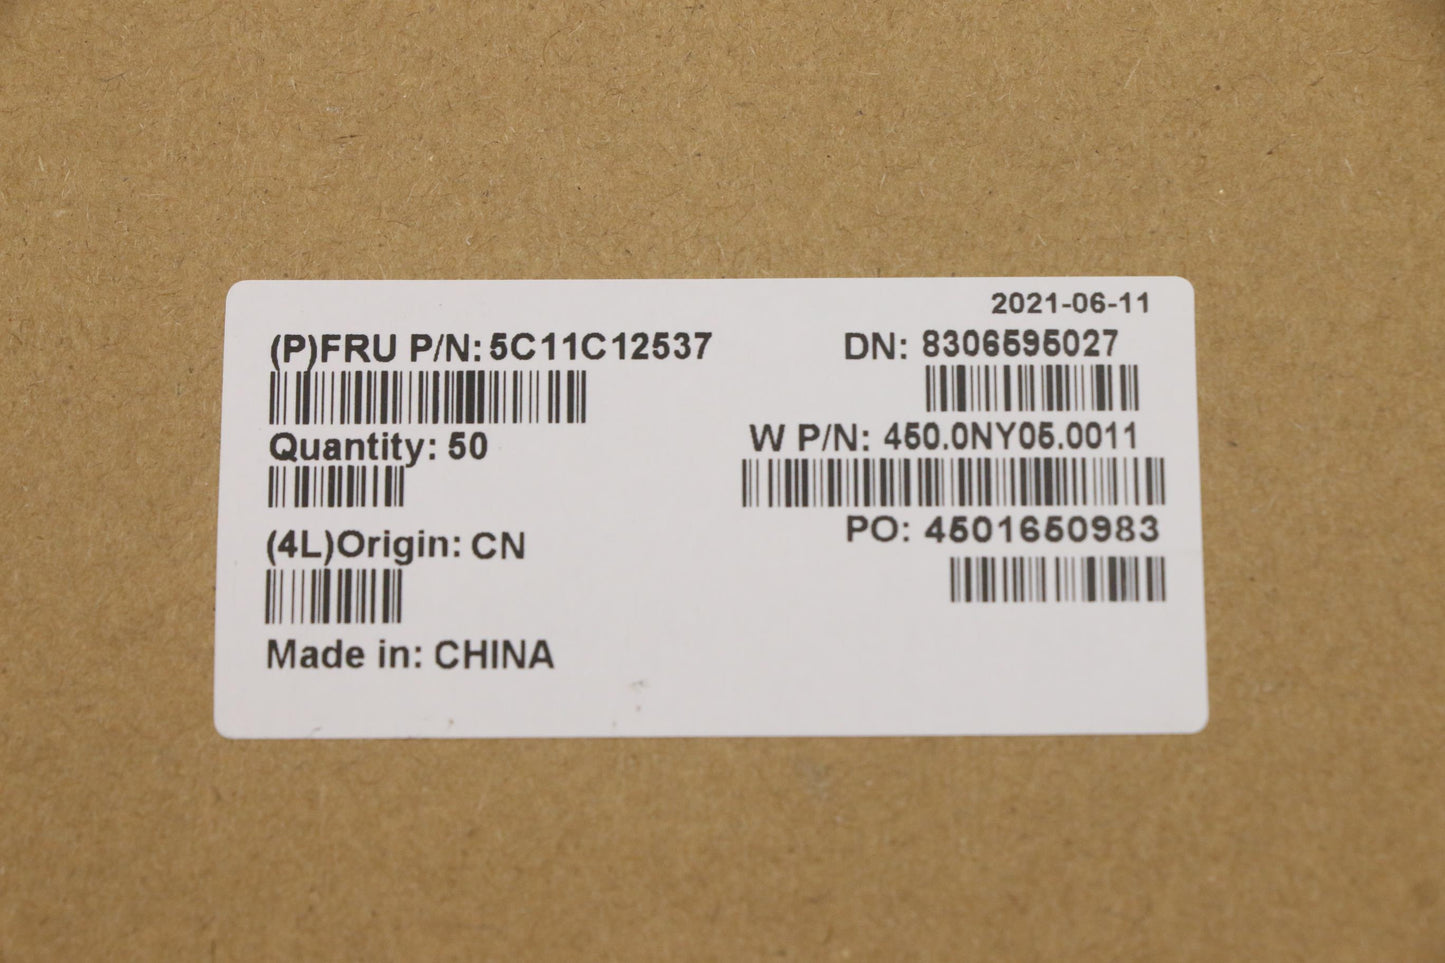 2021-06-11
(P)FRU P/N: 5C11C12537
DN: 8306595027
Quantity: 50
W P/N: 450.0NY05.0011
(4L)Origin: CN
PO: 4501650983
Made in: CHINA